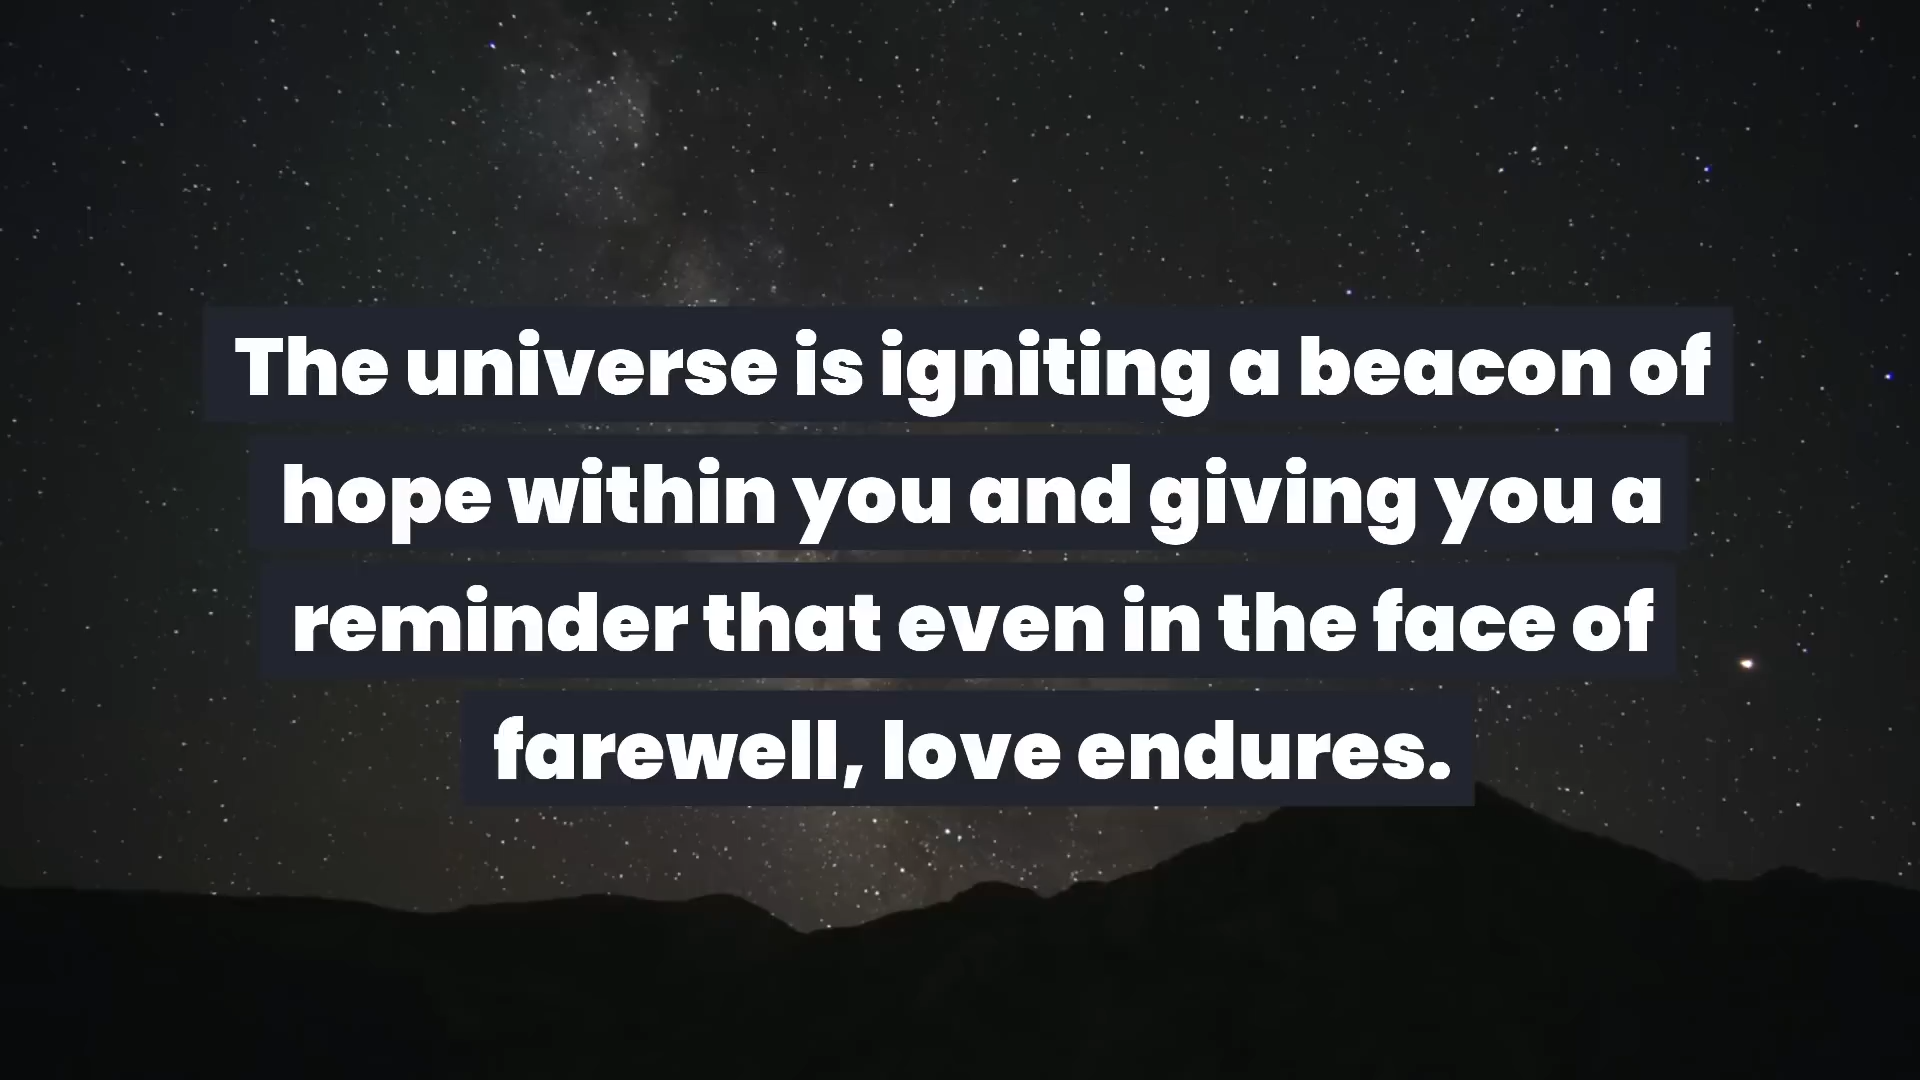 The universe is igniting a beacon of
hope within you and giving you a
reminder that even in the face of
farewell, love endures.